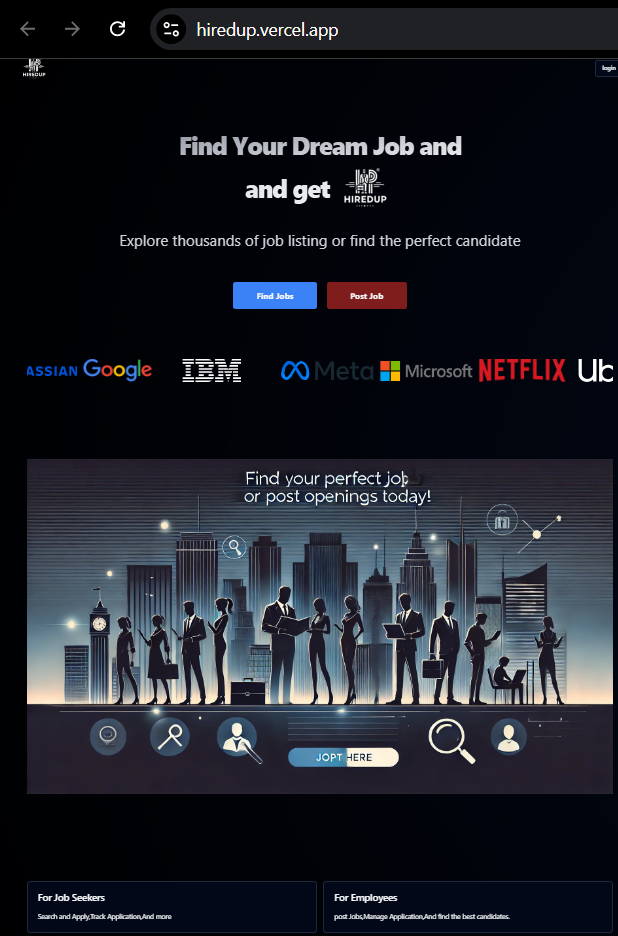 hiredup.vercel.app
HIREDUP
login
Find Your Dream Job and
and get HIREDUP
Explore thousands of job listing or find the perfect candidate
Find Jobs Post Job
ASSIAN Google IBM Meta Microsoft NETFLIX Ub
Find your perfect job
or post openings today!
JOPT HERE
For Job Seekers
Search and Apply,Track Application,And more
For Employees
post Jobs,Manage Application,And find the best candidates.